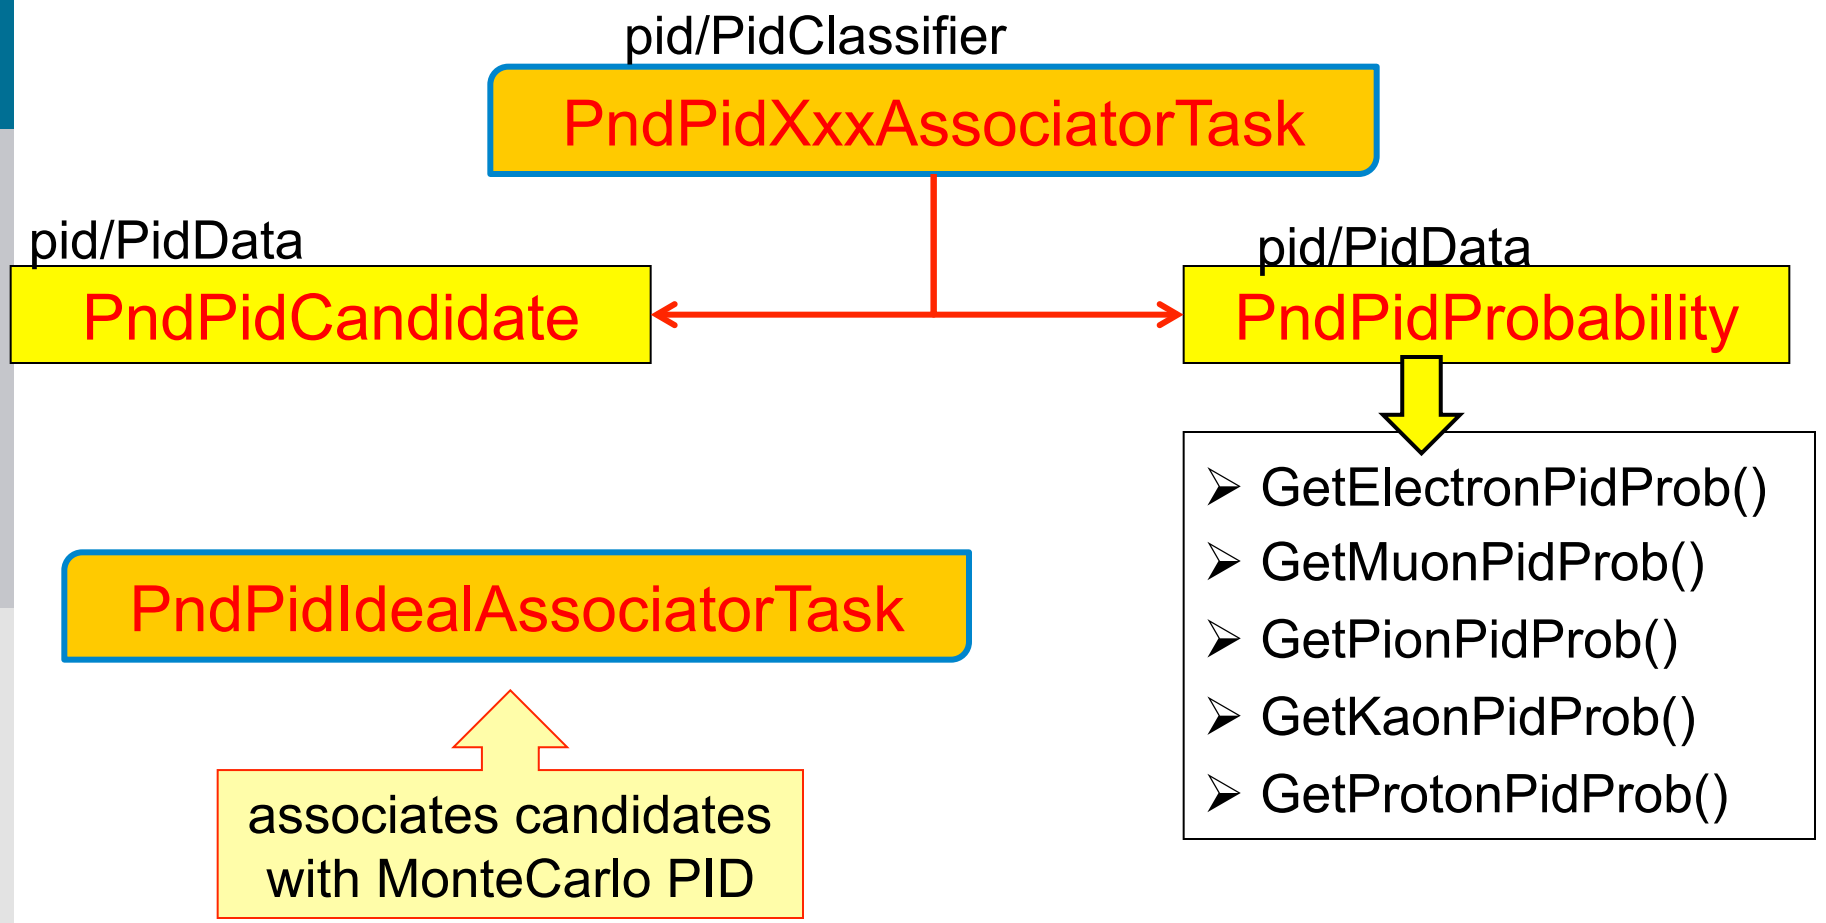 pid/PidClassifier
PndPidXxxAssociatorTask
pid/PidData
PndPidCandidate
pid/PidData
PndPidProbability
➢ GetElectronPidProb()
➢ GetMuonPidProb()
➢ GetPionPidProb()
➢ GetKaonPidProb()
➢ GetProtonPidProb()
PndPidIdealAssociatorTask
associates candidates
with MonteCarlo PID